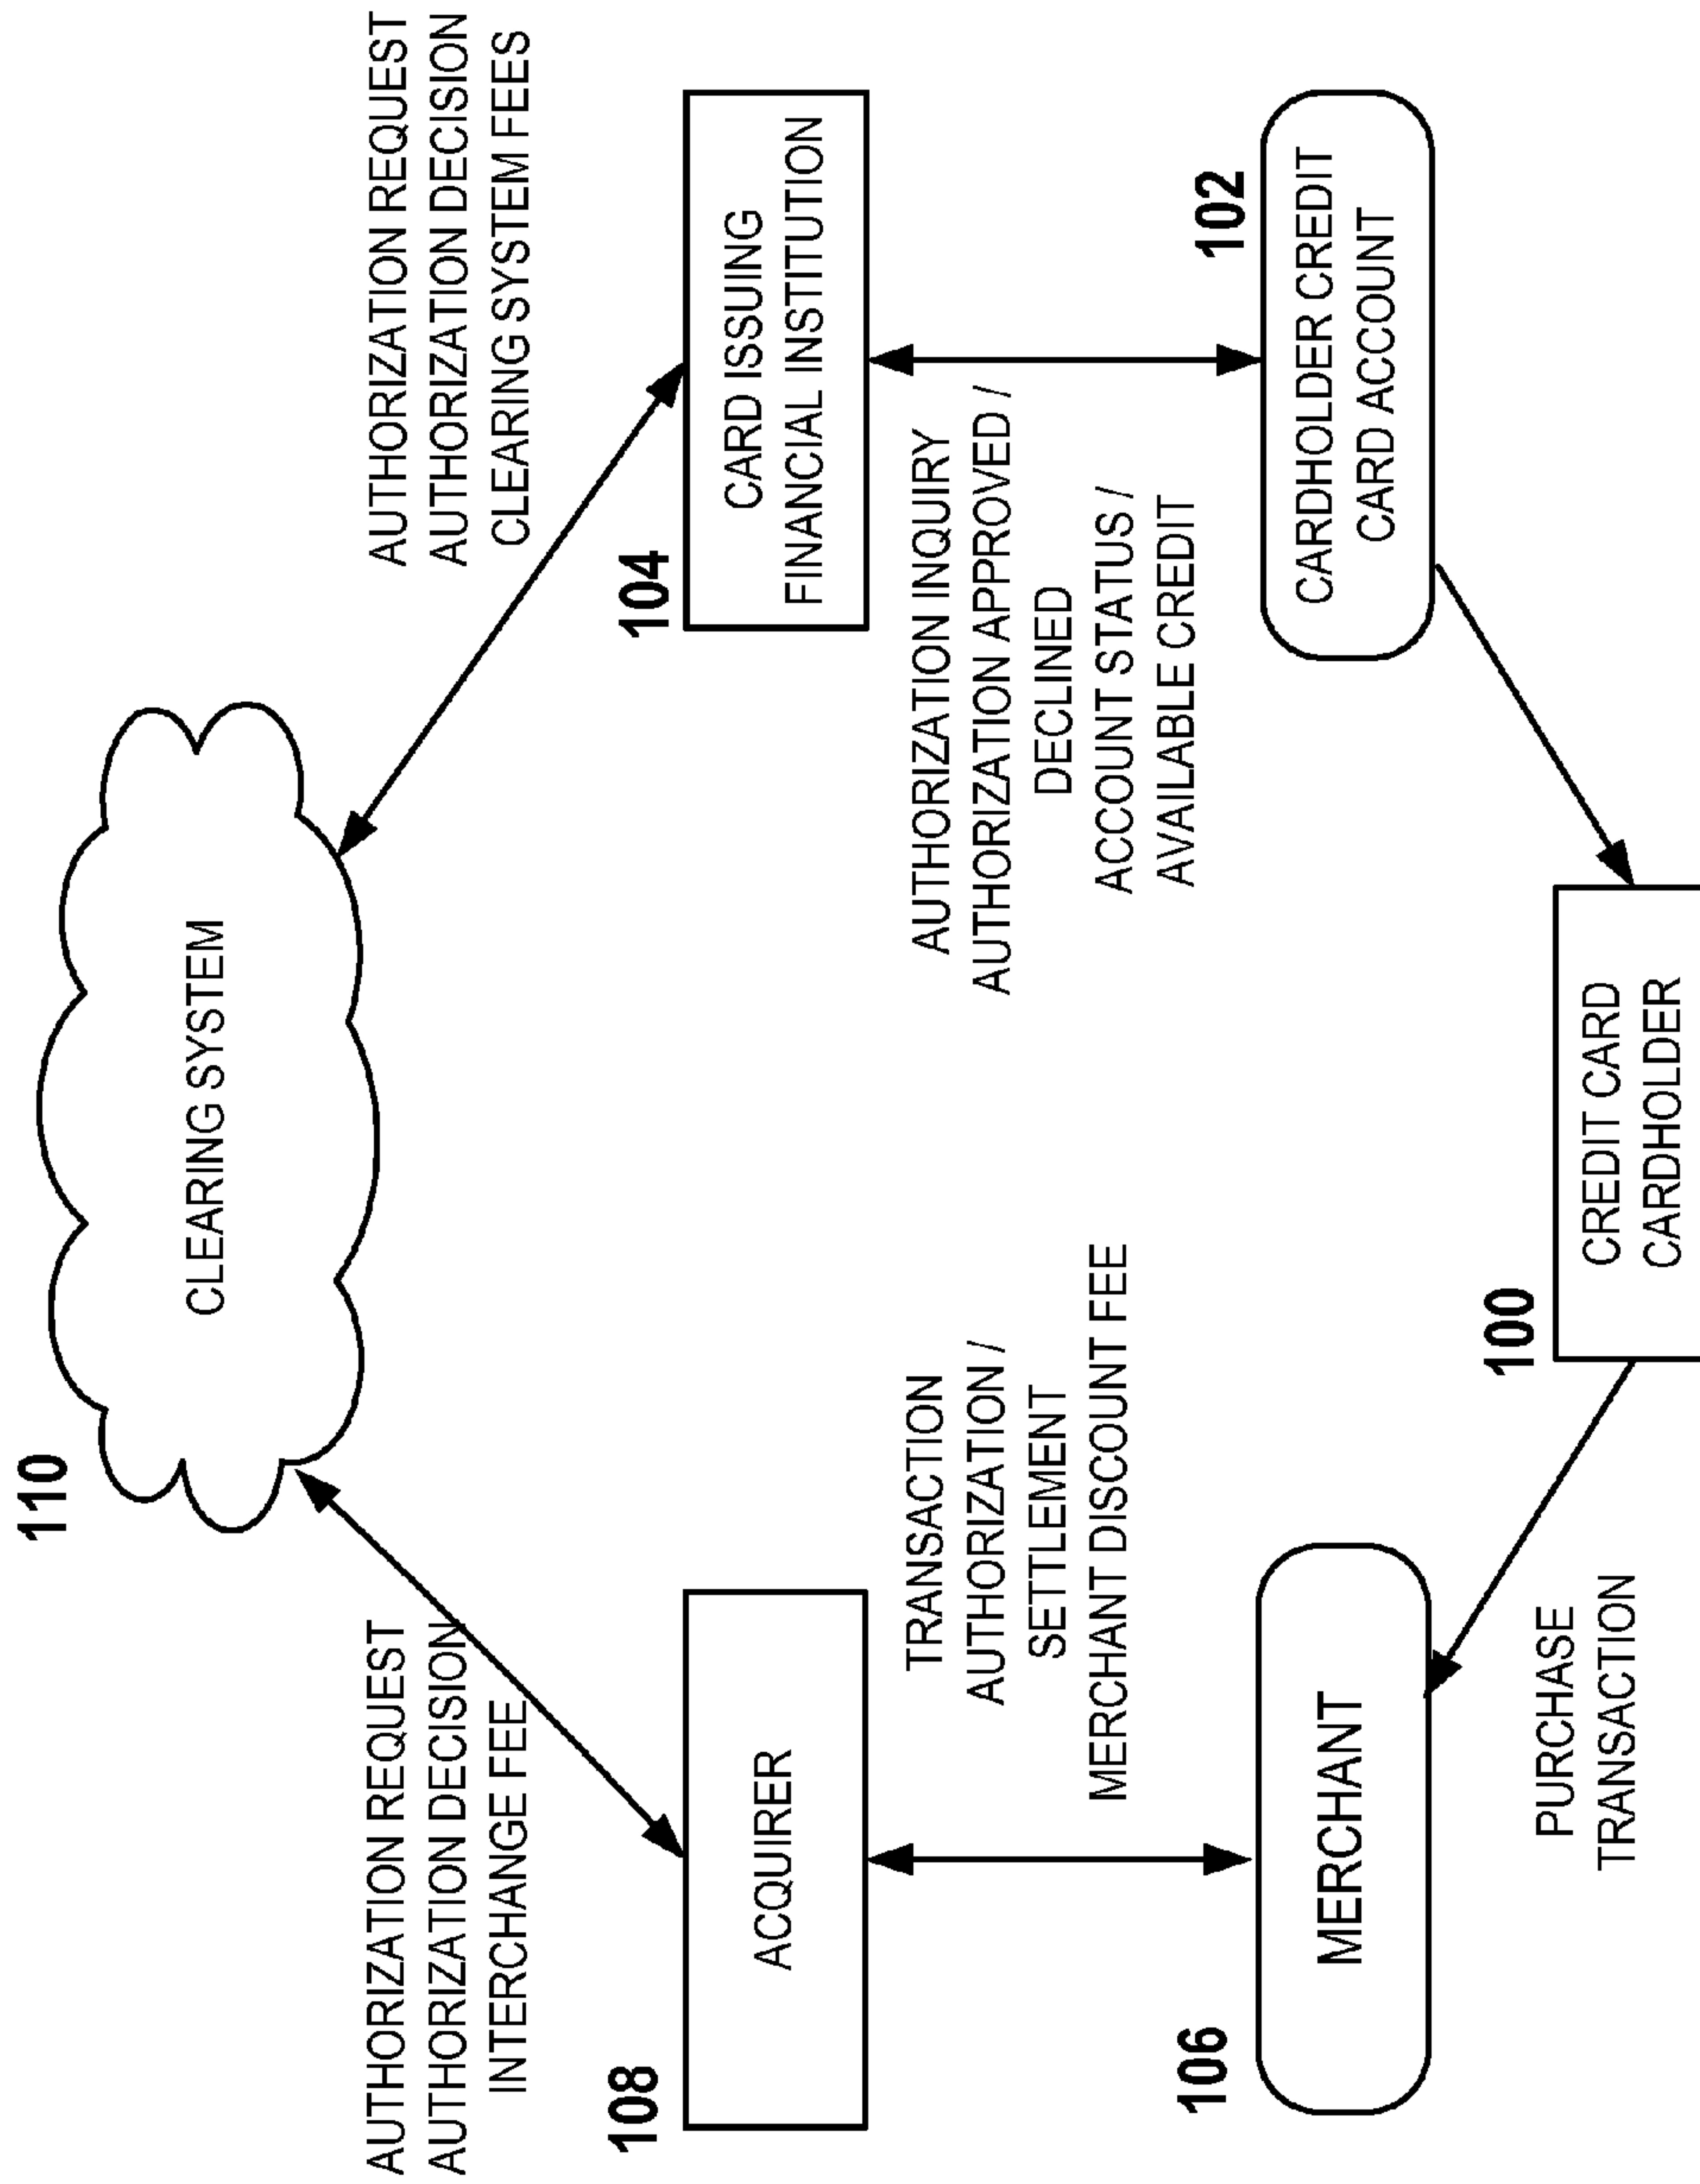 110
CLEARING SYSTEM
AUTHORIZATION REQUEST
AUTHORIZATION DECISION
INTERCHANGE FEE
AUTHORIZATION REQUEST
AUTHORIZATION DECISION
CLEARING SYSTEM FEES
108
ACQUIRER
104
CARD ISSUING
FINANCIAL INSTITUTION
TRANSACTION
AUTHORIZATION /
SETTLEMENT
MERCHANT DISCOUNT FEE
AUTHORIZATION INQUIRY
AUTHORIZATION APPROVED /
DECLINED
ACCOUNT STATUS /
AVAILABLE CREDIT
106
MERCHANT
102
CARDHOLDER CREDIT
CARD ACCOUNT
PURCHASE
TRANSACTION
100
CREDIT CARD
CARDHOLDER